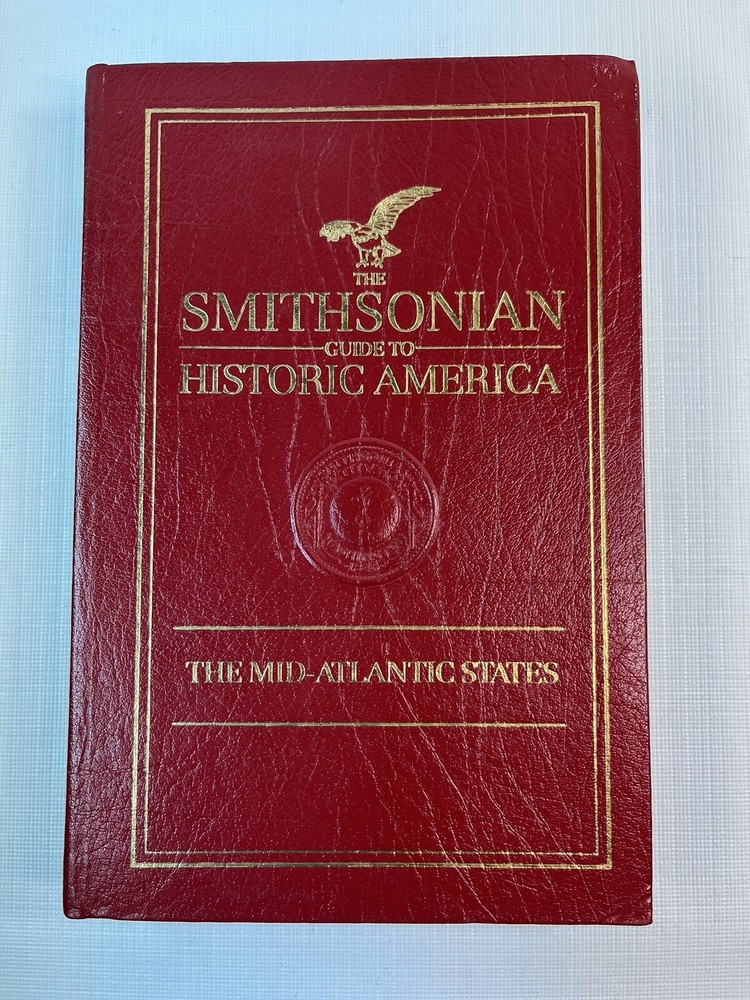 THE
SMITHSONIAN
GUIDE TO
HISTORIC AMERICA
THE MID-ATLANTIC STATES